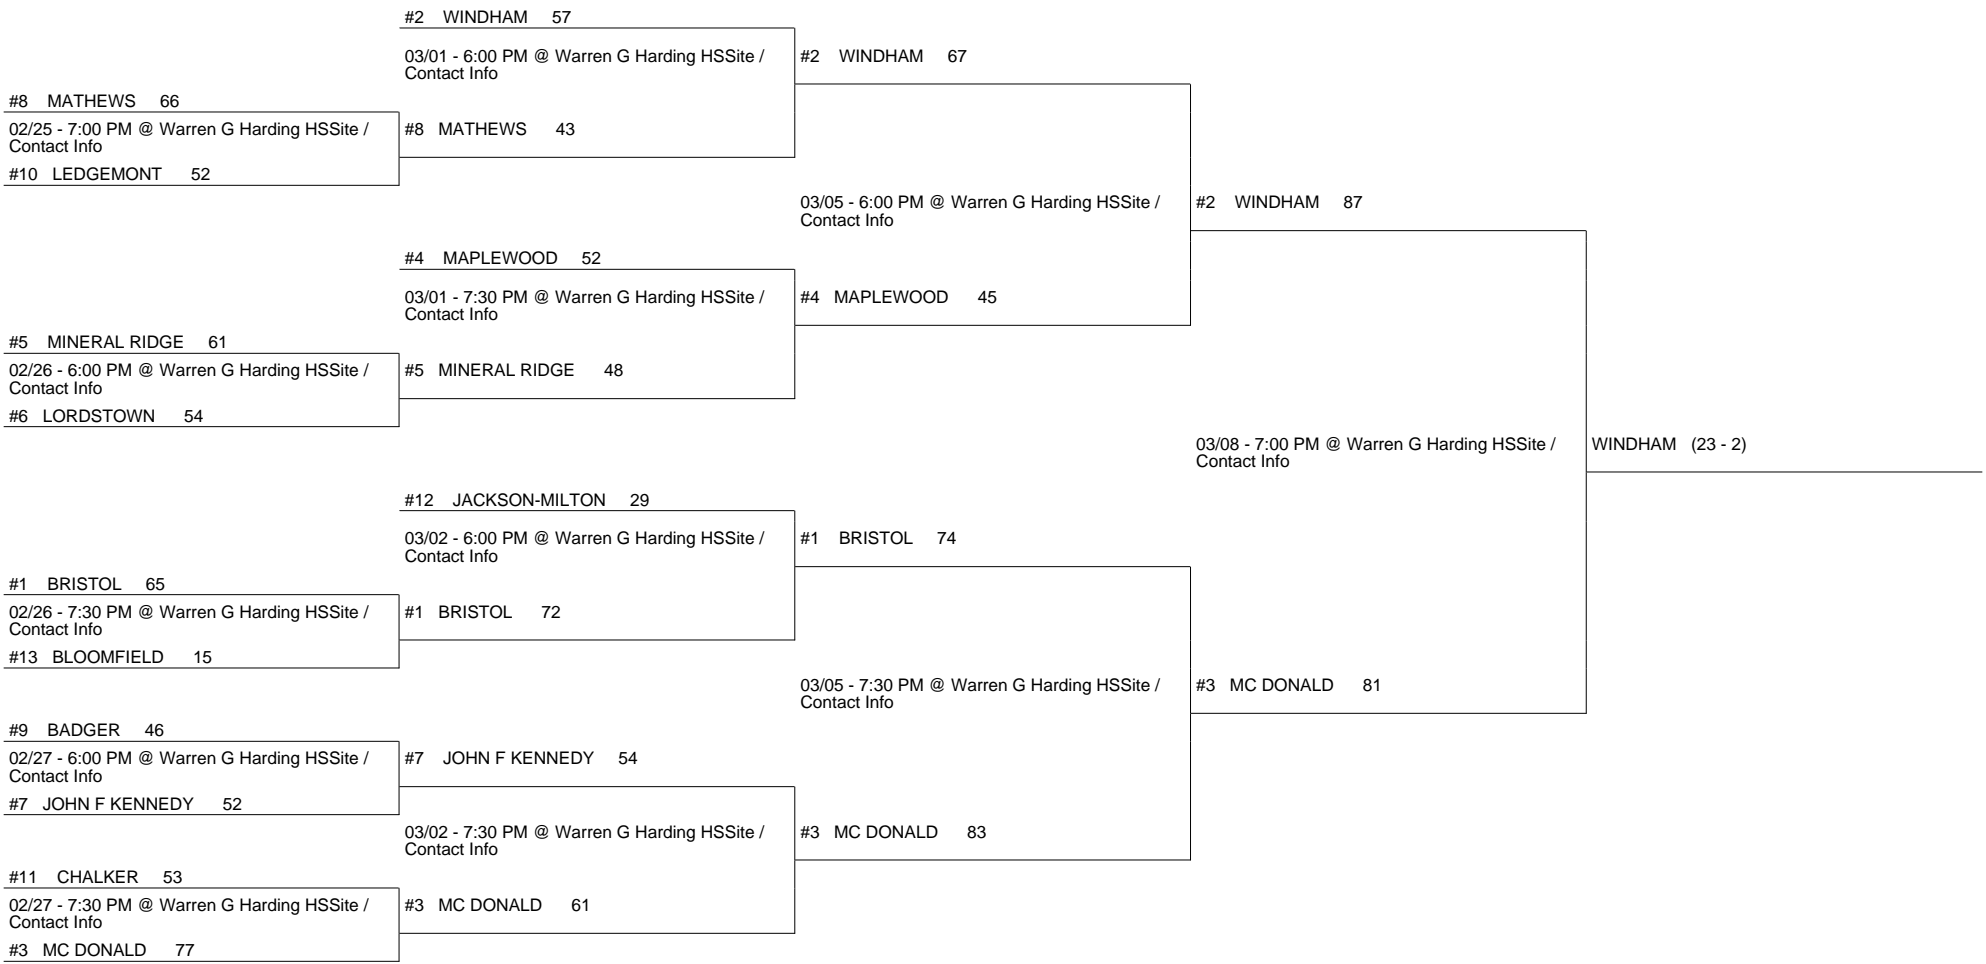 #2 WINDHAM 57
03/01 - 6:00 PM @ Warren G Harding HSSite /
Contact Info
#2 WINDHAM 67
#8 MATHEWS 66
02/25 - 7:00 PM @ Warren G Harding HSSite /
Contact Info
#8 MATHEWS 43
#10 LEDGEMONT 52
03/05 - 6:00 PM @ Warren G Harding HSSite /
Contact Info
#2 WINDHAM 87
#4 MAPLEWOOD 52
03/01 - 7:30 PM @ Warren G Harding HSSite /
Contact Info
#4 MAPLEWOOD 45
#5 MINERAL RIDGE 61
02/26 - 6:00 PM @ Warren G Harding HSSite /
Contact Info
#5 MINERAL RIDGE 48
#6 LORDSTOWN 54
03/08 - 7:00 PM @ Warren G Harding HSSite /
Contact Info
WINDHAM (23 - 2)
#12 JACKSON-MILTON 29
03/02 - 6:00 PM @ Warren G Harding HSSite /
Contact Info
#1 BRISTOL 74
#1 BRISTOL 65
02/26 - 7:30 PM @ Warren G Harding HSSite /
Contact Info
#1 BRISTOL 72
#13 BLOOMFIELD 15
03/05 - 7:30 PM @ Warren G Harding HSSite /
Contact Info
#3 MC DONALD 81
#9 BADGER 46
02/27 - 6:00 PM @ Warren G Harding HSSite /
Contact Info
#7 JOHN F KENNEDY 54
#7 JOHN F KENNEDY 52
03/02 - 7:30 PM @ Warren G Harding HSSite /
Contact Info
#3 MC DONALD 83
#11 CHALKER 53
02/27 - 7:30 PM @ Warren G Harding HSSite /
Contact Info
#3 MC DONALD 61
#3 MC DONALD 77